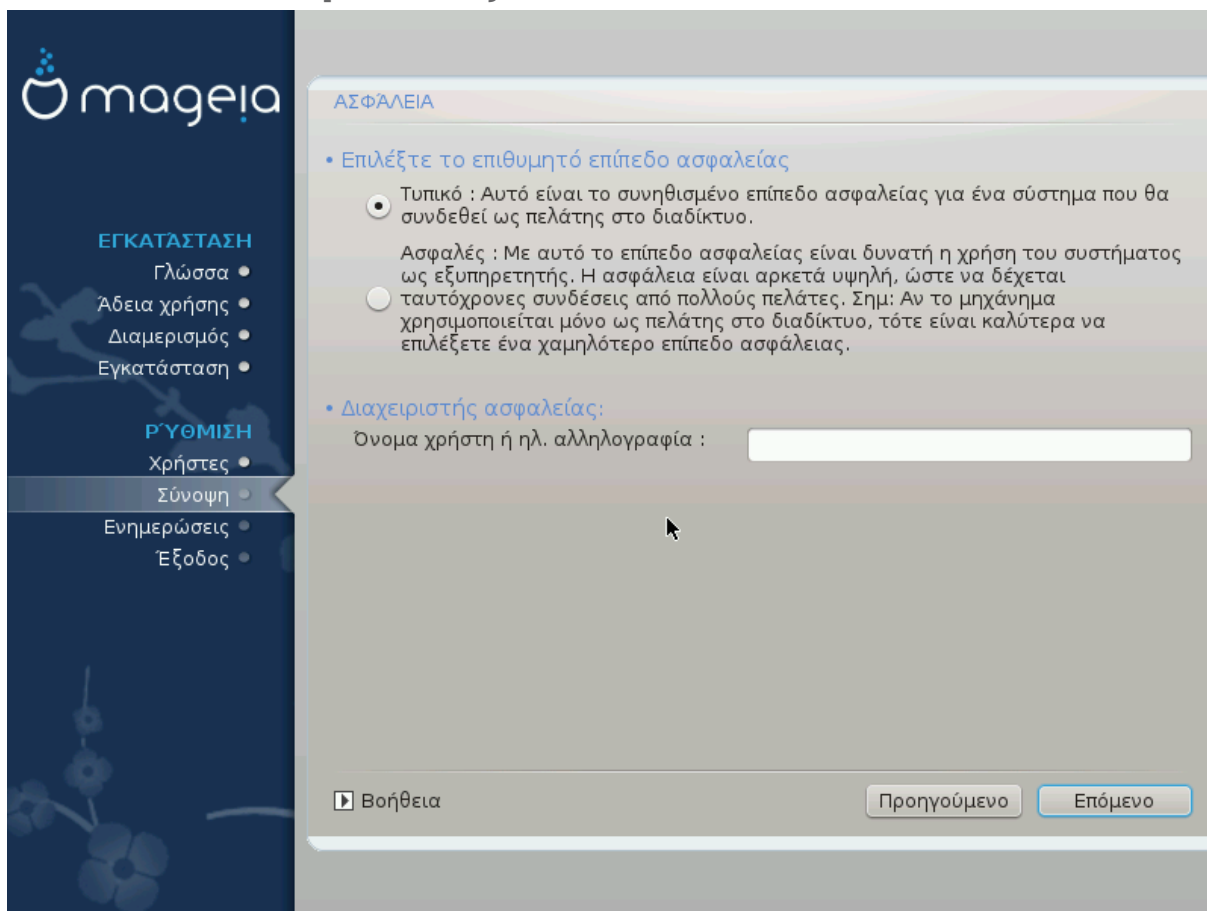 mageia
ΕΓΚΑΤΆΣΤΑΣΗ
Γλώσσα
Άδεια χρήσης
Διαμερισμός
Εγκατάσταση
ΡΎΘΜΙΣΗ
Χρήστες
Σύνοψη
Ενημερώσεις
Έξοδος
ΑΣΦΆΛΕΙΑ
• Επιλέξτε το επιθυμητό επίπεδο ασφαλείας
Τυπικό : Αυτό είναι το συνηθισμένο επίπεδο ασφαλείας για ένα σύστημα που θα
συνδεθεί ως πελάτης στο διαδίκτυο.
Ασφαλές : Με αυτό το επίπεδο ασφαλείας είναι δυνατή η χρήση του συστήματος
ως εξυπηρετητής. Η ασφάλεια είναι αρκετά υψηλή, ώστε να δέχεται
ταυτόχρονες συνδέσεις από πολλούς πελάτες. Σημ: Αν το μηχάνημα
χρησιμοποιείται μόνο ως πελάτης στο διαδίκτυο, τότε είναι καλύτερα να
επιλέξετε ένα χαμηλότερο επίπεδο ασφάλειας.
• Διαχειριστής ασφαλείας:
Όνομα χρήστη ή ηλ. αλληλογραφία :
Βοήθεια
Προηγούμενο
Επόμενο